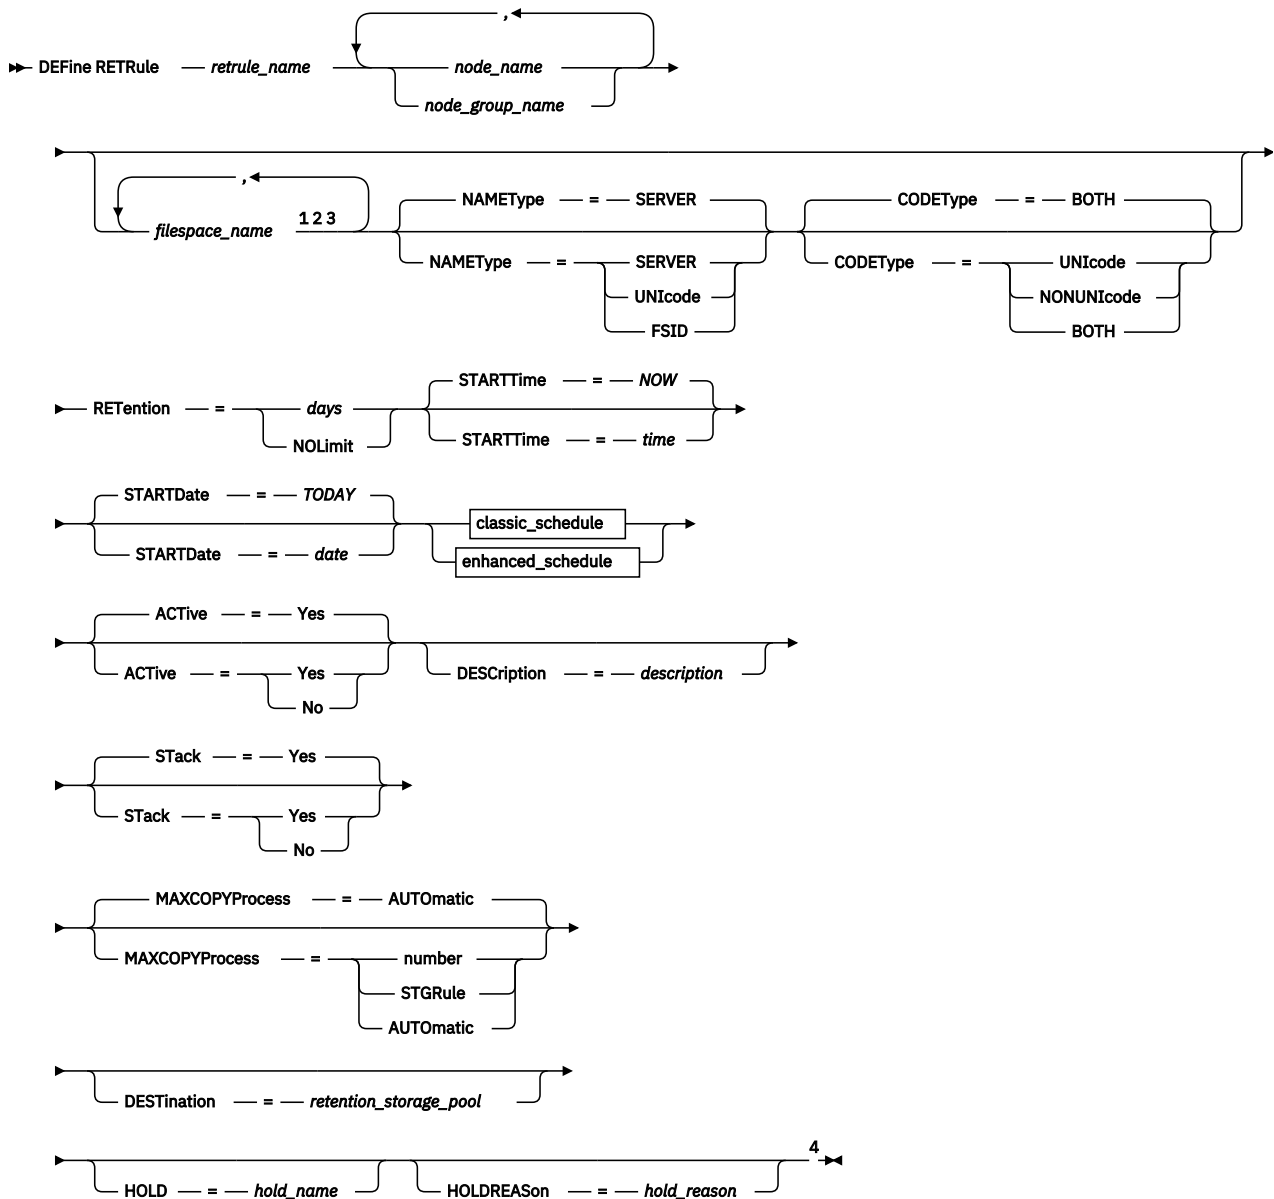 ,
DEFine RETRule — retrule_name — node_name
node_group_name
,
filespace_name 1 2 3
NAMEType — = — SERVER
CODEType — = — BOTH
NAMEType — = — SERVER
UNIcode
FSID
CODEType — = — UNIcode
NONUNIcode
BOTH
STARTTime — = — NOW
RETention — = — days
NOLimit
STARTTime — = — time
STARTDate — = — TODAY
STARTDate — = — date
classic_schedule
enhanced_schedule
ACTive — = — Yes
ACTive — = — Yes
No
DESCription — = — description
STack — = — Yes
STack — = — Yes
No
MAXCOPYProcess — = — AUTOmatic
MAXCOPYProcess — = — number
STGRule
AUTOmatic
DESTination — = — retention_storage_pool
4
HOLD — = — hold_name
HOLDREASon — = — hold_reason